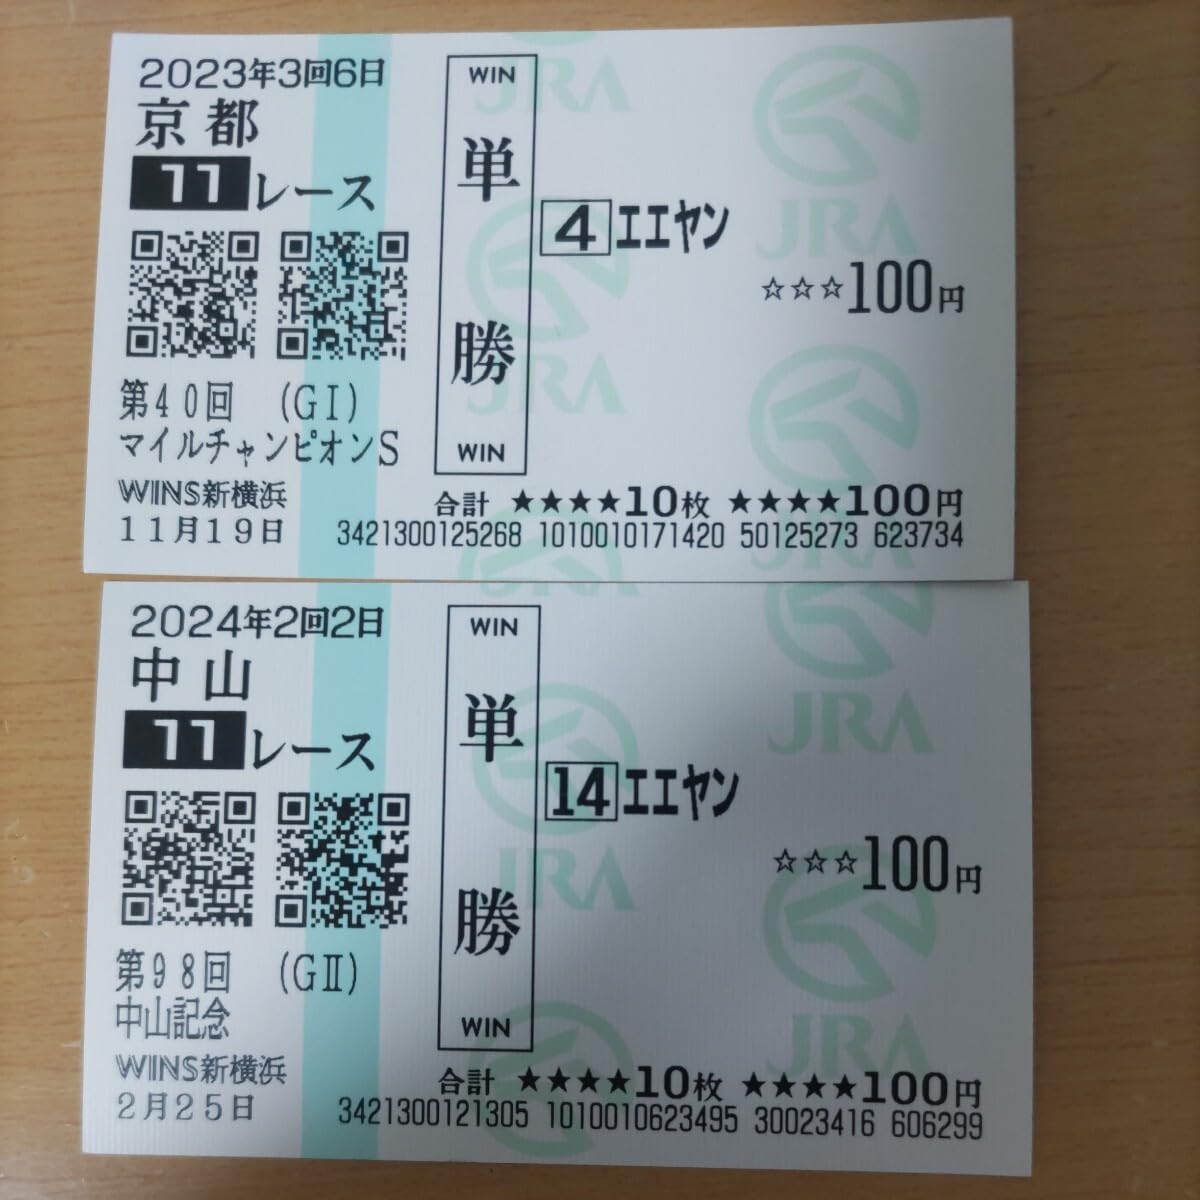 2023年3回6日
京都
11レース
第40回 (GⅠ)
マイルチャンピオンS
WINS新横浜
11月19日
WIN
単勝
WIN
4 エエヤン
☆☆☆100円
合計 ★★★★10枚 ★★★★100円
3421300125268 1010010171420 50125273 623734
JRA
JRA
JRA
2024年2回2日
中山
11レース
第98回 (GⅡ)
中山記念
WINS新横浜
2月25日
WIN
単勝
WIN
14 エエヤン
☆☆☆100円
合計 ★★★★10枚 ★★★★100円
3421300121305 1010010623495 30023416 606299
JRA
JRA
JRA